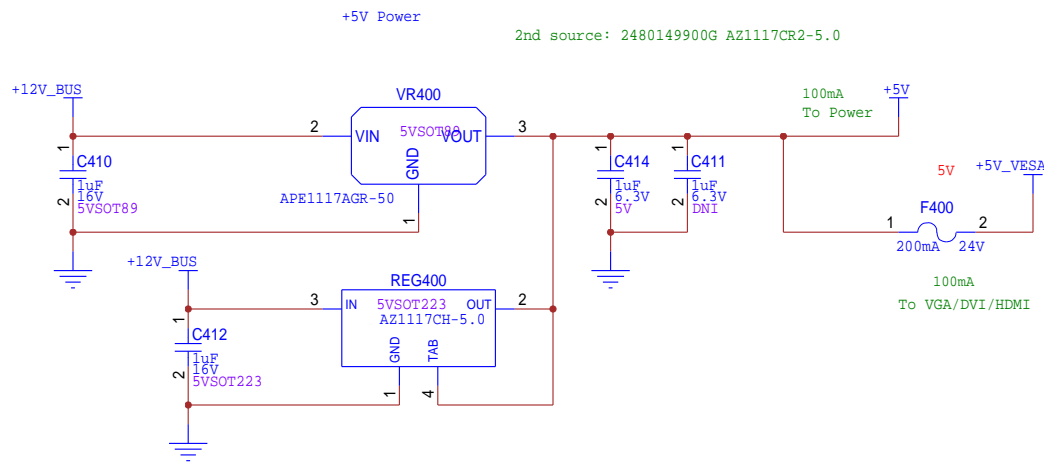 +5V Power
2nd source: 2480149900G AZ1117CR2-5.0
+12V_BUS
VR400
100mA
To Power
+5V
2
VIN
5VSOT89
VOUT
3
GND
1
APE1117AGR-50
1
C410
1uF
16V
2
5VSOT89
1
C414
1uF
6.3V
2
5V
1
C411
1uF
6.3V
2
DNI
5V
+5V_VESA
F400
1
2
200mA
24V
100mA
To VGA/DVI/HDMI
+12V_BUS
REG400
3
IN
5VSOT223
OUT
2
AZ1117CH-5.0
GND
TAB
1
4
1
C412
1uF
16V
2
5VSOT223